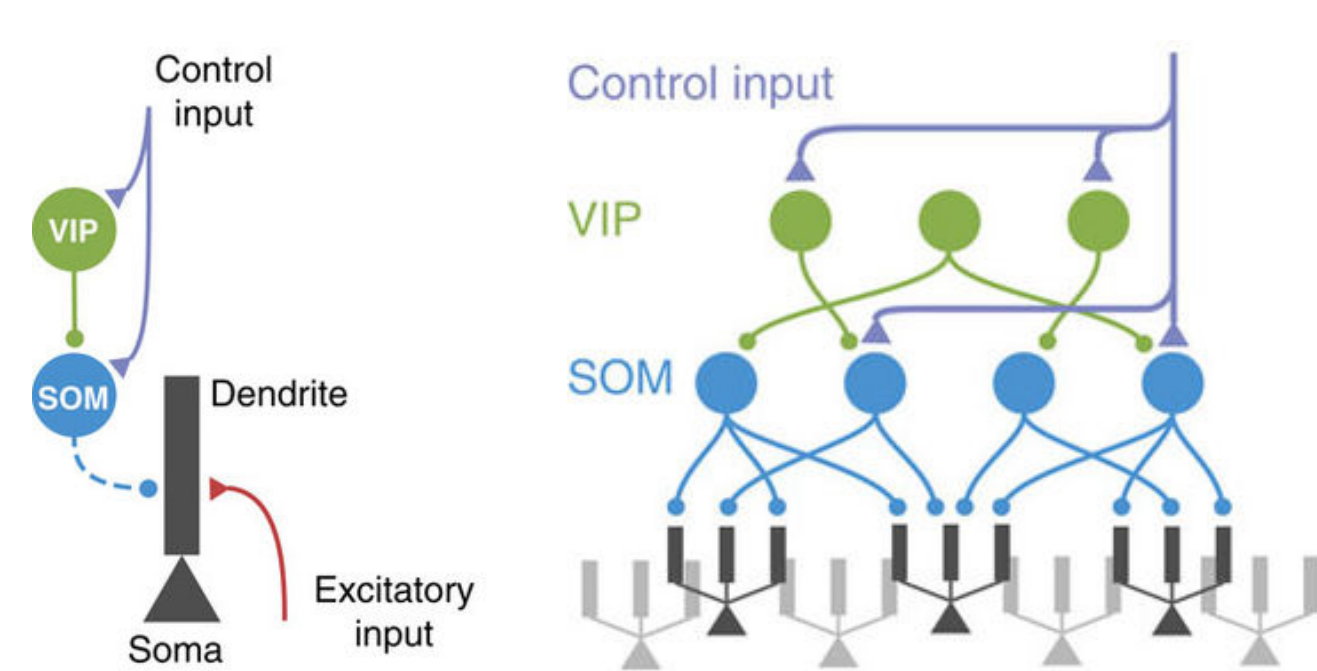 Control
input
VIP
SOM
Dendrite
Excitatory
input
Soma
Control input
VIP
SOM